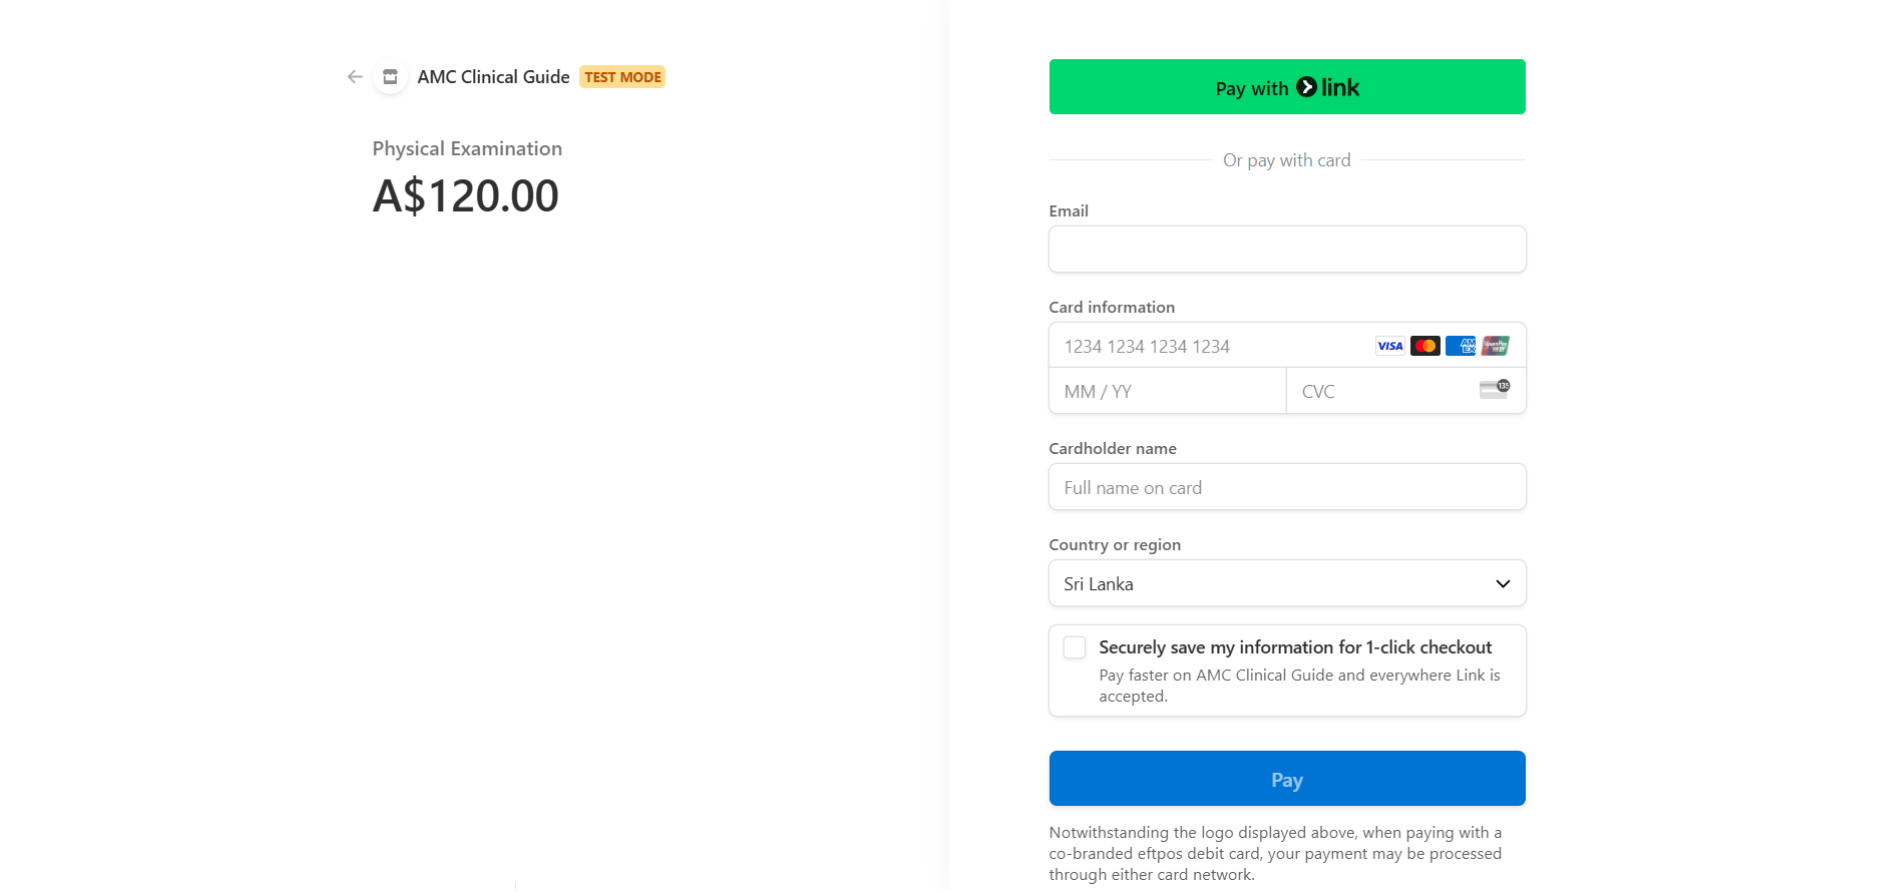 AMC Clinical Guide TEST MODE
Physical Examination
A$120.00
Pay with link
Or pay with card
Email
Card information
1234 1234 1234 1234 VISA AMEX UnionPay
MM / YY CVC 135
Cardholder name
Full name on card
Country or region
Sri Lanka
Securely save my information for 1-click checkout
Pay faster on AMC Clinical Guide and everywhere Link is
accepted.
Pay
Notwithstanding the logo displayed above, when paying with a
co-branded eftpos debit card, your payment may be processed
through either card network.